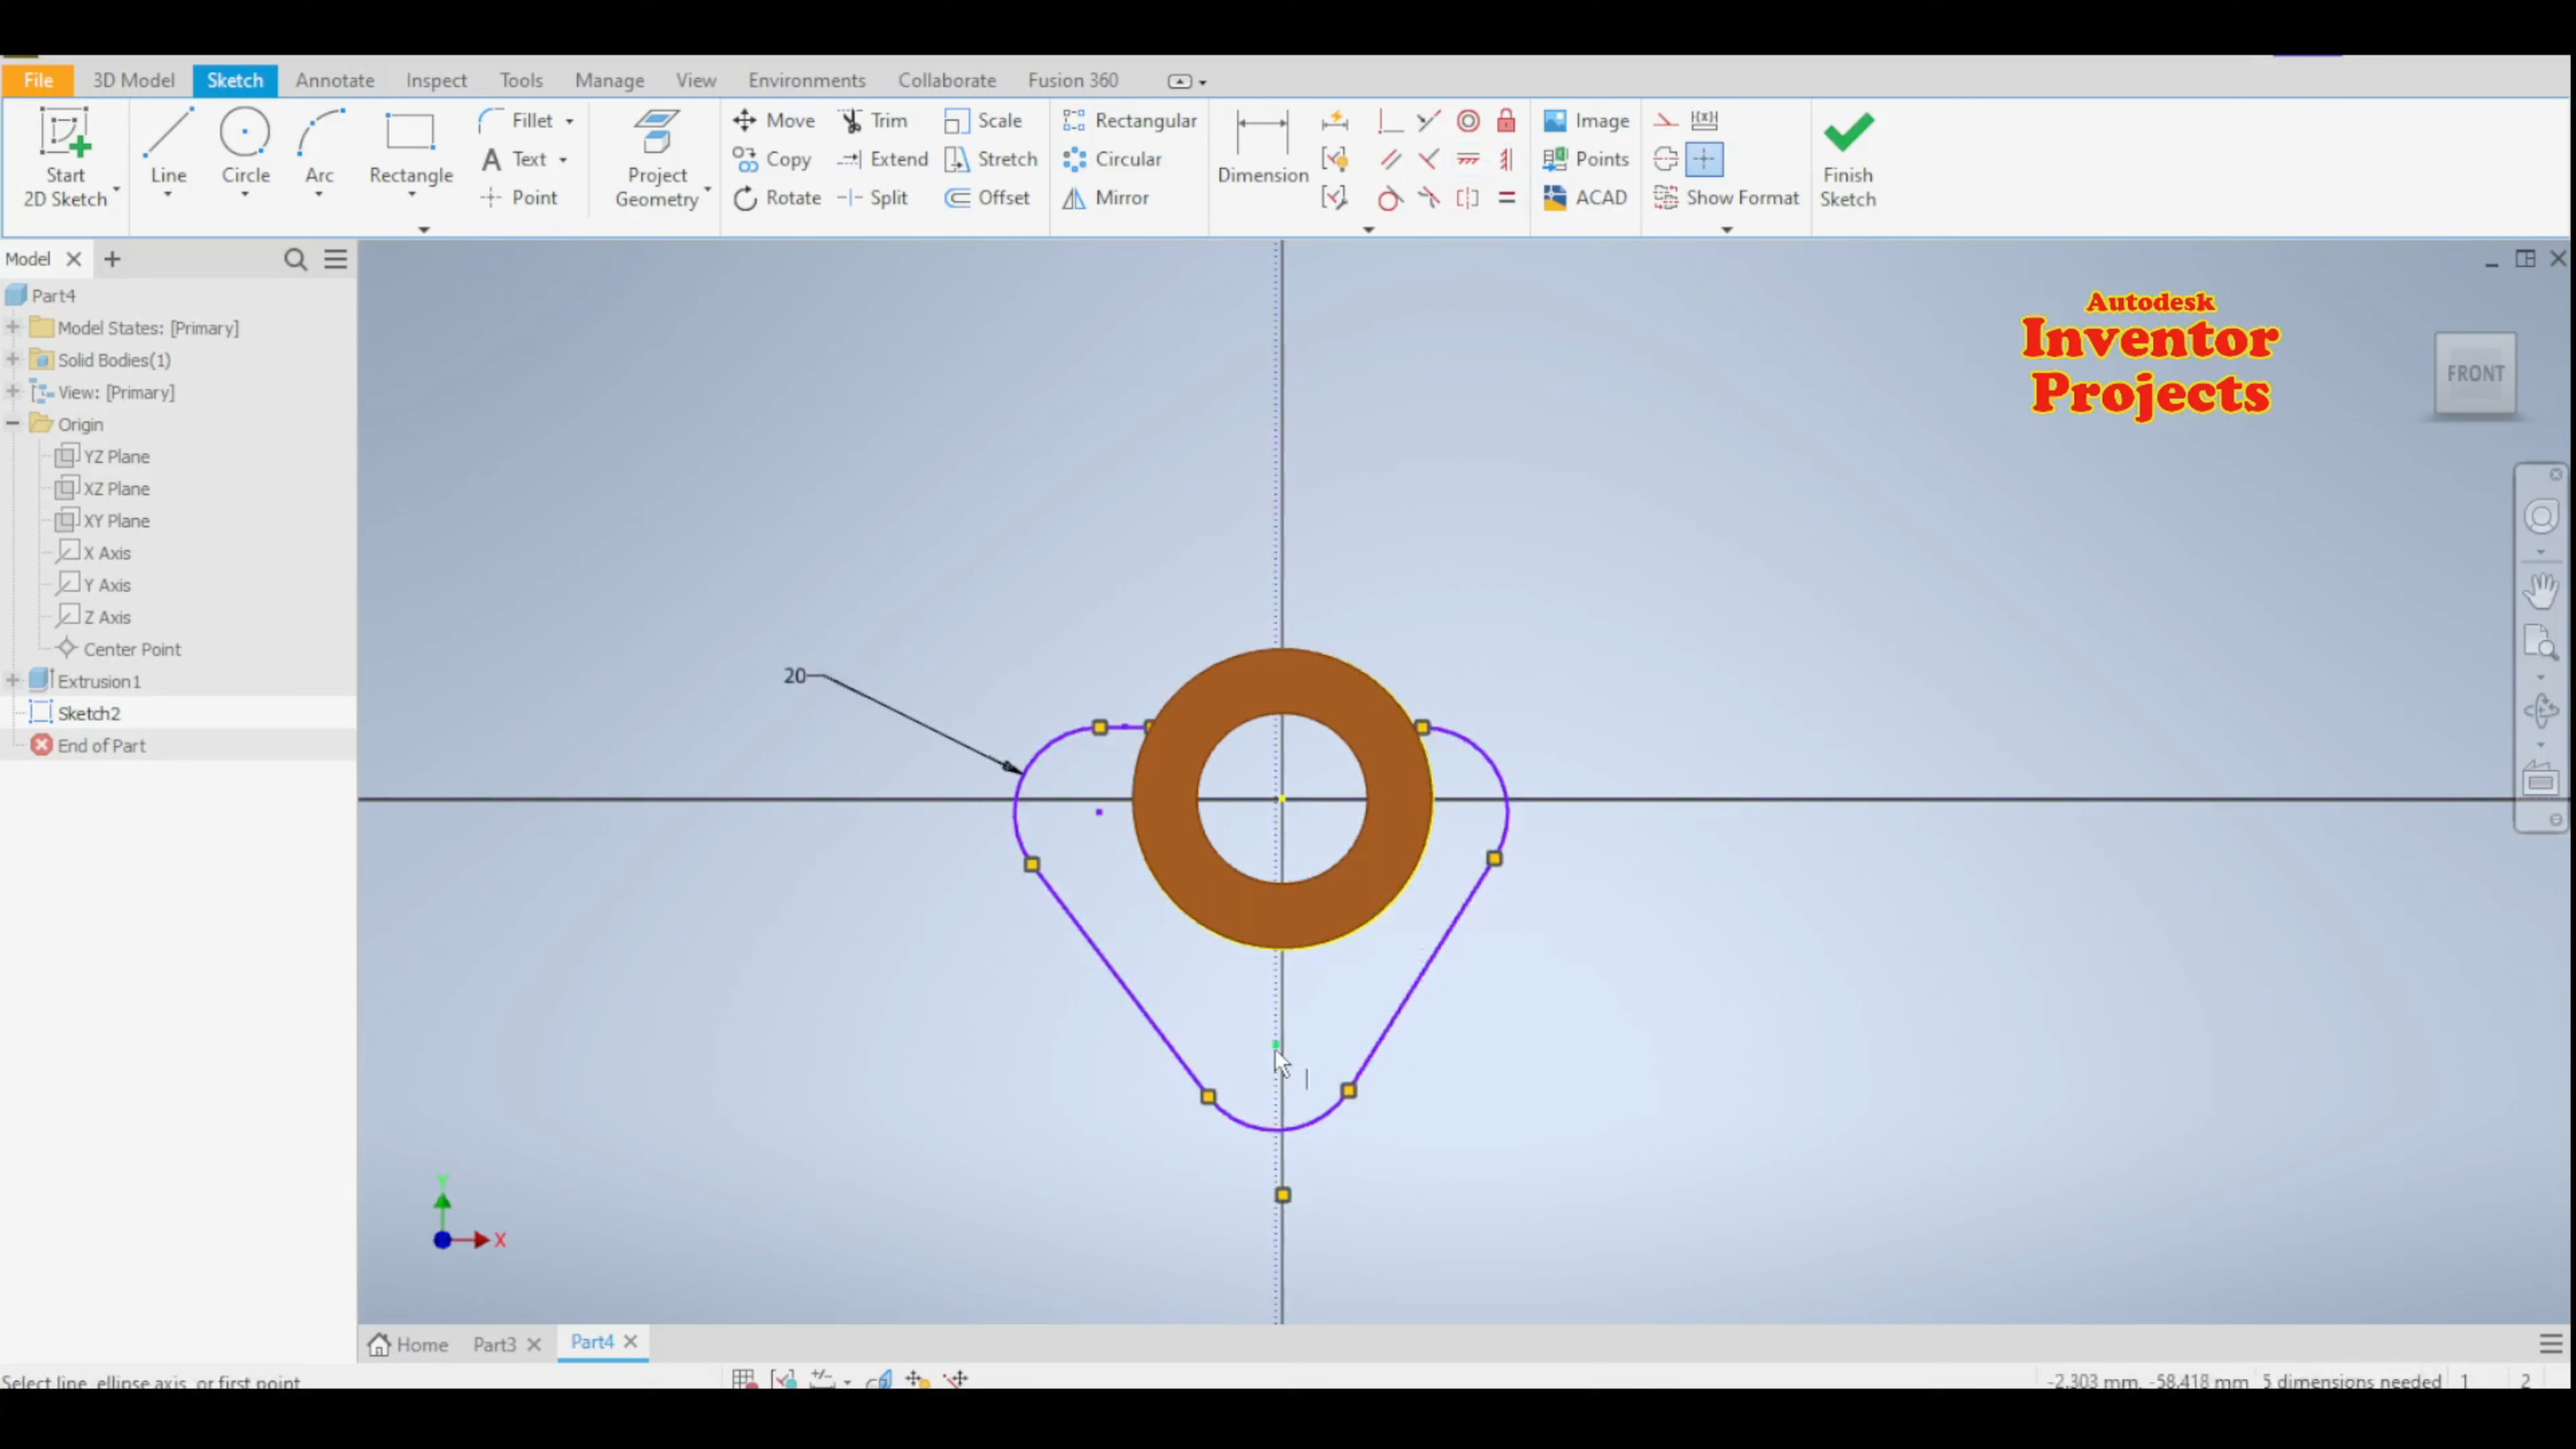 File 3D Model Sketch Annotate Inspect Tools Manage View Environments Collaborate Fusion 360
Start
2D Sketch
Line
Circle
Arc
Rectangle
Fillet
Text
Point
Project
Geometry
Move
Copy
Rotate
Trim
Extend
Split
Scale
Stretch
Offset
Rectangular
Circular
Mirror
Dimension
Image
Points
ACAD
Show Format
Finish
Sketch
Model
Part4
Model States: [Primary]
Solid Bodies(1)
View: [Primary]
Origin
YZ Plane
XZ Plane
XY Plane
X Axis
Y Axis
Z Axis
Center Point
Extrusion1
Sketch2
End of Part
Autodesk
Inventor
Projects
FRONT
20
Y
X
Home Part3 Part4
Select line, ellipse axis, or first point
-2.303 mm, -58.418 mm 5 dimensions needed 1 2